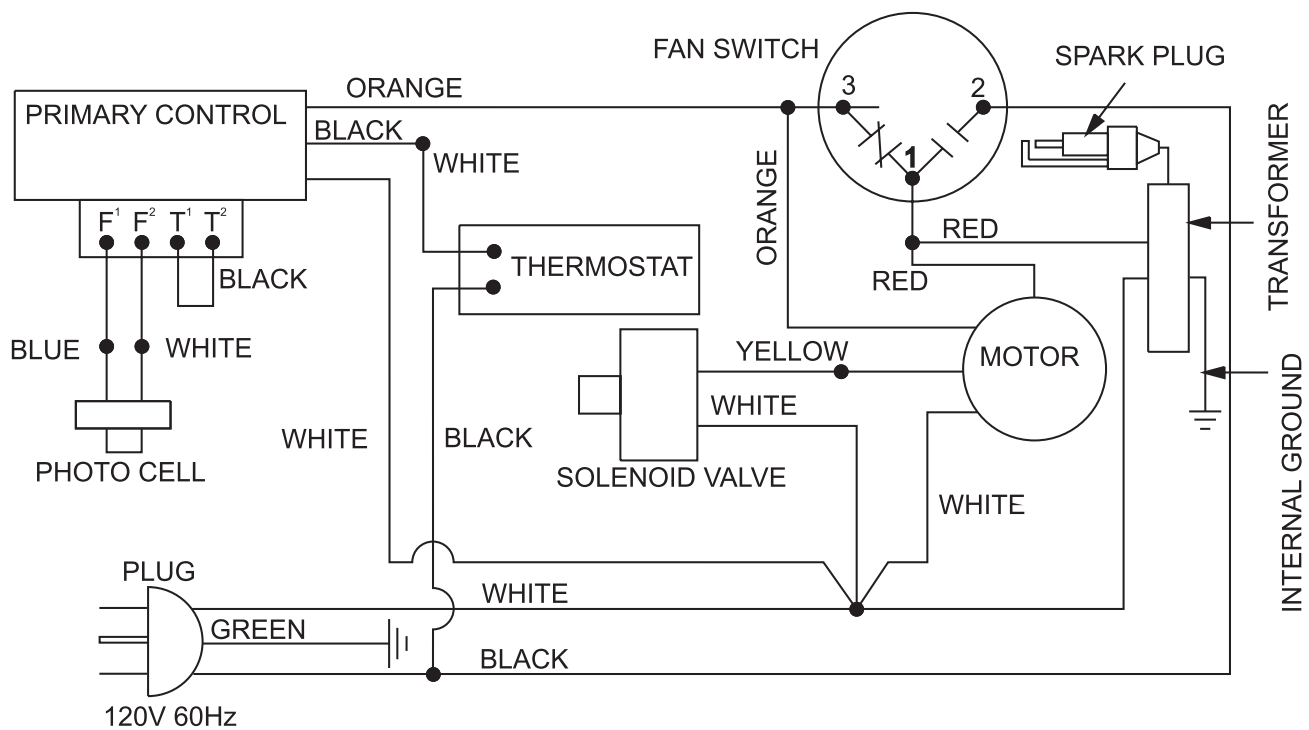 FAN SWITCH
SPARK PLUG
ORANGE
3
2
PRIMARY CONTROL
BLACK
WHITE
1
ORANGE
TRANSFORMER
F1 F2 T1 T2
RED
BLACK
THERMOSTAT
RED
BLUE
WHITE
YELLOW
MOTOR
WHITE
WHITE
BLACK
PHOTO CELL
SOLENOID VALVE
WHITE
INTERNAL GROUND
PLUG
WHITE
GREEN
BLACK
120V 60Hz